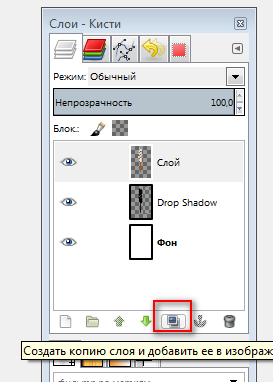 Слои - Кисти
Режим: Обычный
Непрозрачность 100,0
Блок.:
Слой
Drop Shadow
Фон
Создать копию слоя и добавить ее в изображ